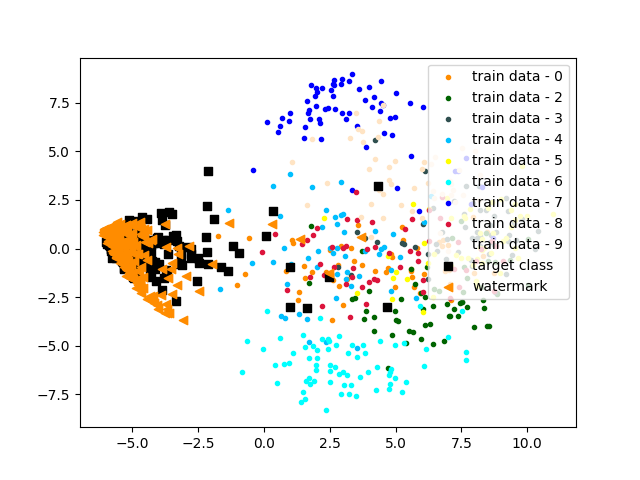 7.5
5.0
2.5
0.0
−2.5
−5.0
−7.5
−5.0
−2.5
0.0
2.5
5.0
7.5
10.0
train data - 0
train data - 2
train data - 3
train data - 4
train data - 5
train data - 6
train data - 7
train data - 8
train data - 9
target class
watermark